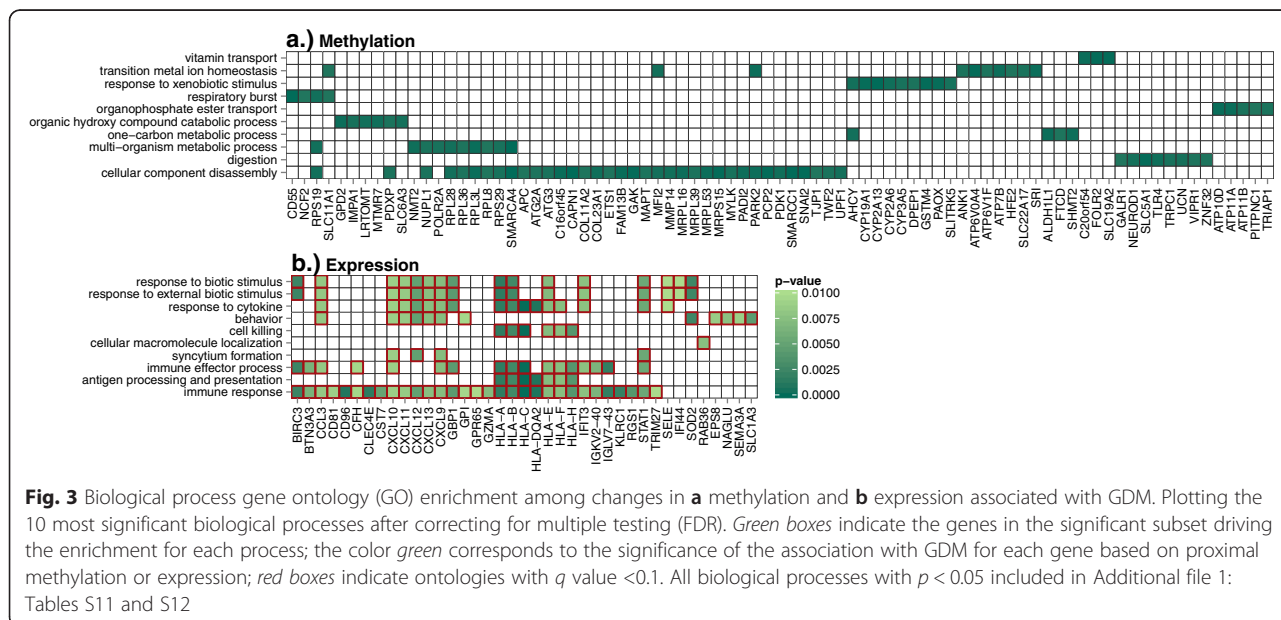 a.) Methylation
vitamin transport
transition metal ion homeostasis
response to xenobiotic stimulus
respiratory burst
organophosphate ester transport
organic hydroxy compound catabolic process
one-carbon metabolic process
multi-organism metabolic process
digestion
cellular component disassembly
CD55
NCF2
RPS19
SLC11A1
GPD2
IMPA1
LRTOMT
MTMR7
PDXP
SLC6A3
NMT2
NUPL1
POLR2A
RPL28
RPL36
RPL3L
RPL8
RPS29
SMARCA4
APC
ATG2A
ATG3
C16orf45
CAPN1
COL11A2
COL23A1
ETS1
FAM13B
GAK
MAPT
MFI2
MMP14
MRPL16
MRPL39
MRPL53
MRPS15
MYLK
PADI2
PARK2
PCP2
PDK1
SMARCC1
SNAI2
TJP1
TWF2
UPF1
AHCY
CYP19A1
CYP2A13
CYP2A6
CYP3A5
DPEP1
GSTM4
PAOX
SLITRK5
ANK1
ATP6V0A4
ATP6V1F
ATP7B
HFE2
SLC22A17
SRI
ALDH1L1
FTCD
SHMT2
C20orf54
FOLR2
SLC19A2
GALR1
NEUROD1
SLC5A1
TLR4
TRPC1
UCN
VIPR1
ZNF32
ATP10D
ATP11A
ATP11B
PITPNC1
TRIAP1
b.) Expression
response to biotic stimulus
response to external biotic stimulus
response to cytokine
behavior
cell killing
cellular macromolecule localization
syncytium formation
immune effector process
antigen processing and presentation
immune response
BIRC3
BTN3A3
CCL3
CD81
CD96
CFH
CLEC4E
CST7
CXCL10
CXCL11
CXCL12
CXCL13
CXCL9
GBP1
GPI
GPR65
GZMA
HLA-A
HLA-B
HLA-C
HLA-DQA2
HLA-E
HLA-F
HLA-H
IFIT3
IGKV2-40
IGLV7-43
KLRC1
RGS1
STAT1
TRIM27
SELE
IFI44
SOD2
RAB36
EPS8
NAGLU
SEMA3A
SLC1A3
p-value
0.0100
0.0075
0.0050
0.0025
0.0000
Fig. 3 Biological process gene ontology (GO) enrichment among changes in a methylation and b expression associated with GDM. Plotting the
10 most significant biological processes after correcting for multiple testing (FDR). Green boxes indicate the genes in the significant subset driving
the enrichment for each process; the color green corresponds to the significance of the association with GDM for each gene based on proximal
methylation or expression; red boxes indicate ontologies with q value <0.1. All biological processes with p < 0.05 included in Additional file 1:
Tables S11 and S12